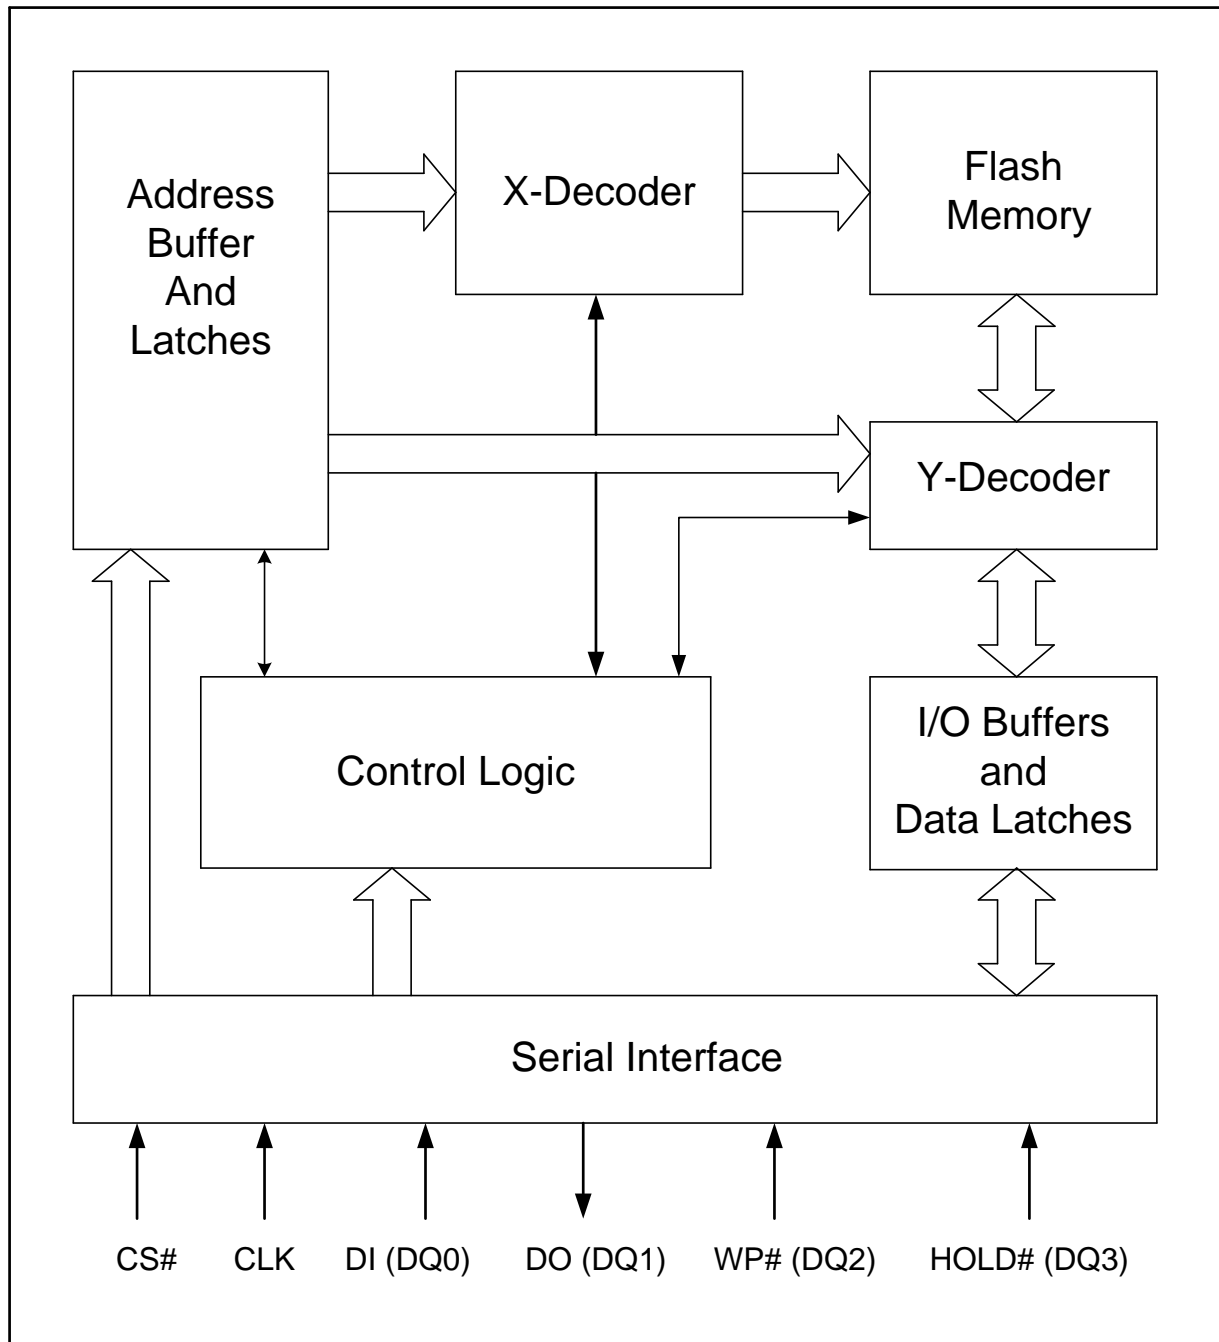 Address
Buffer
And
Latches
X-Decoder
Flash
Memory
Y-Decoder
Control Logic
I/O Buffers
and
Data Latches
Serial Interface
CS#
CLK
DI (DQ0)
DO (DQ1)
WP# (DQ2)
HOLD# (DQ3)